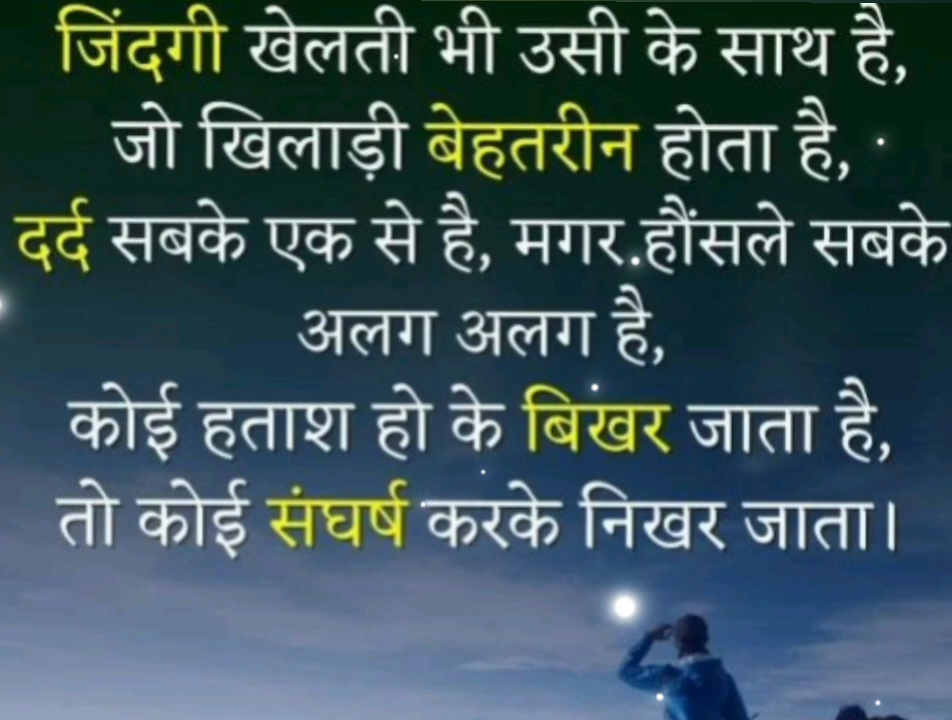 जिंदगी खेलती भी उसी के साथ है,
जो खिलाड़ी बेहतरीन होता है,
दर्द सबके एक से है, मगर हौंसले सबके
अलग अलग है,
कोई हताश हो के बिखर जाता है,
तो कोई संघर्ष करके निखर जाता।